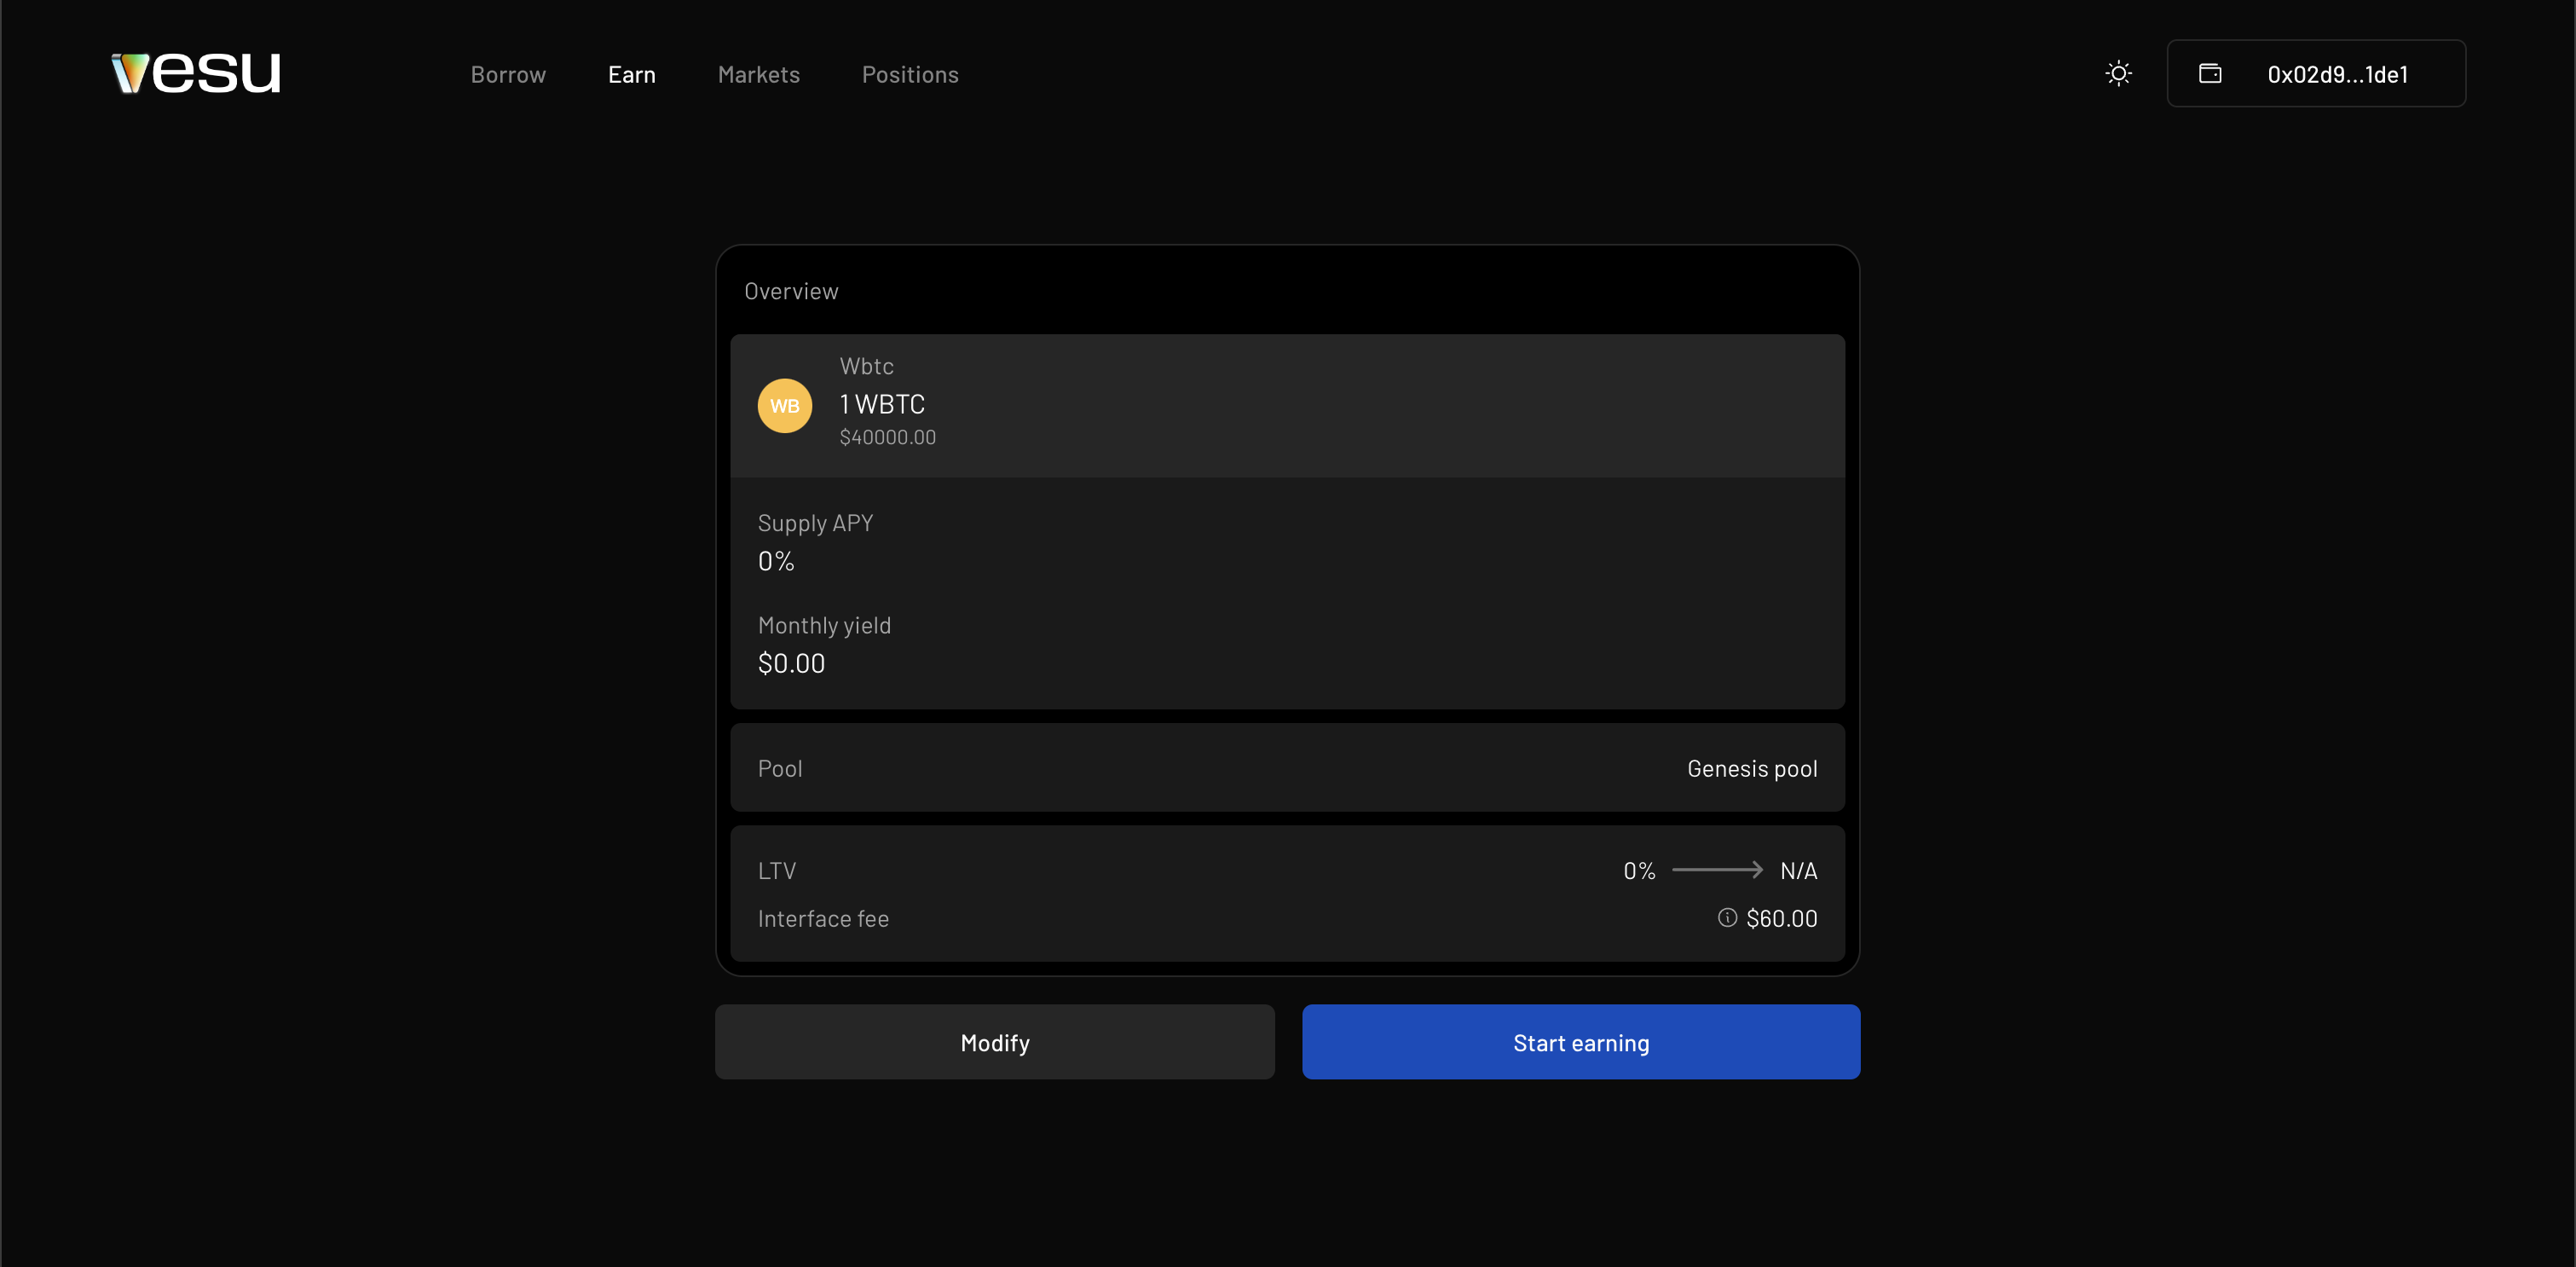 vesu
Borrow Earn Markets Positions
0x02d9...1de1
Overview
WB
Wbtc
1 WBTC
$40000.00
Supply APY
0%
Monthly yield
$0.00
Pool Genesis pool
LTV 0% N/A
Interface fee $60.00
Modify Start earning